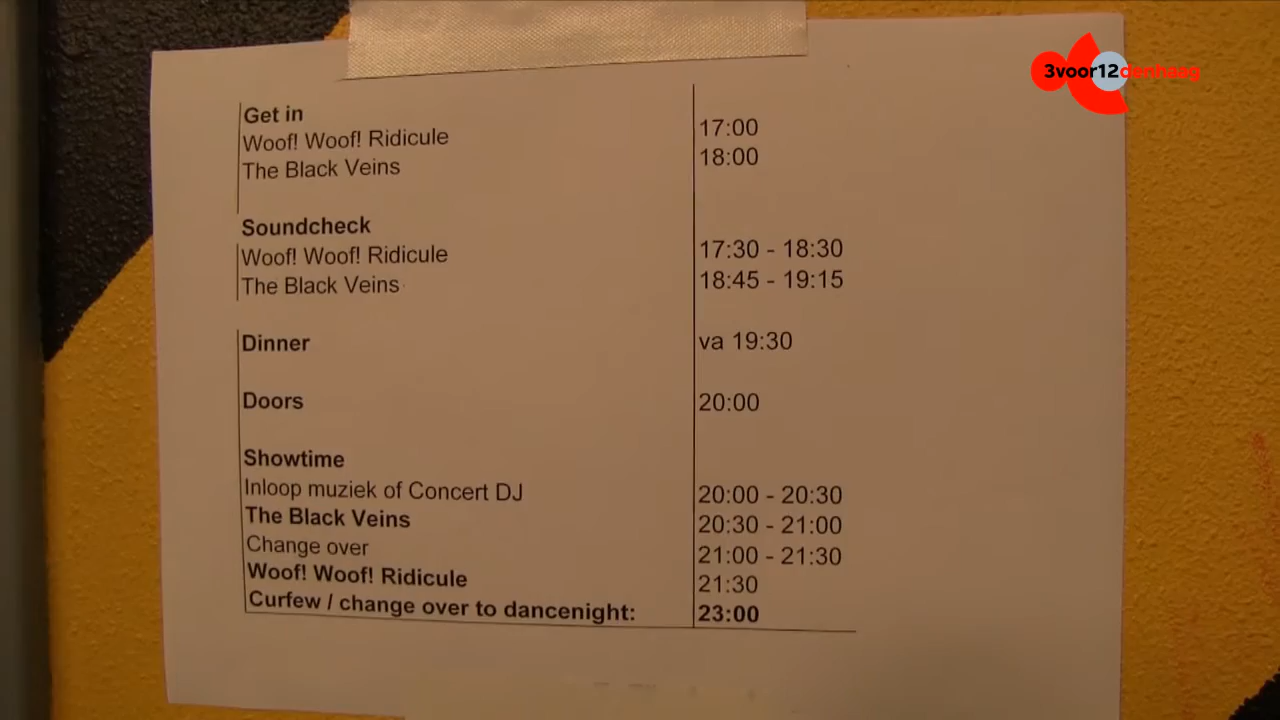 3voor12denhaag
Get in
Woof! Woof! Ridicule 17:00
The Black Veins 18:00
Soundcheck
Woof! Woof! Ridicule 17:30 - 18:30
The Black Veins 18:45 - 19:15
Dinner va 19:30
Doors 20:00
Showtime
Inloop muziek of Concert DJ 20:00 - 20:30
The Black Veins 20:30 - 21:00
Change over 21:00 - 21:30
Woof! Woof! Ridicule 21:30
Curfew / change over to dancenight: 23:00